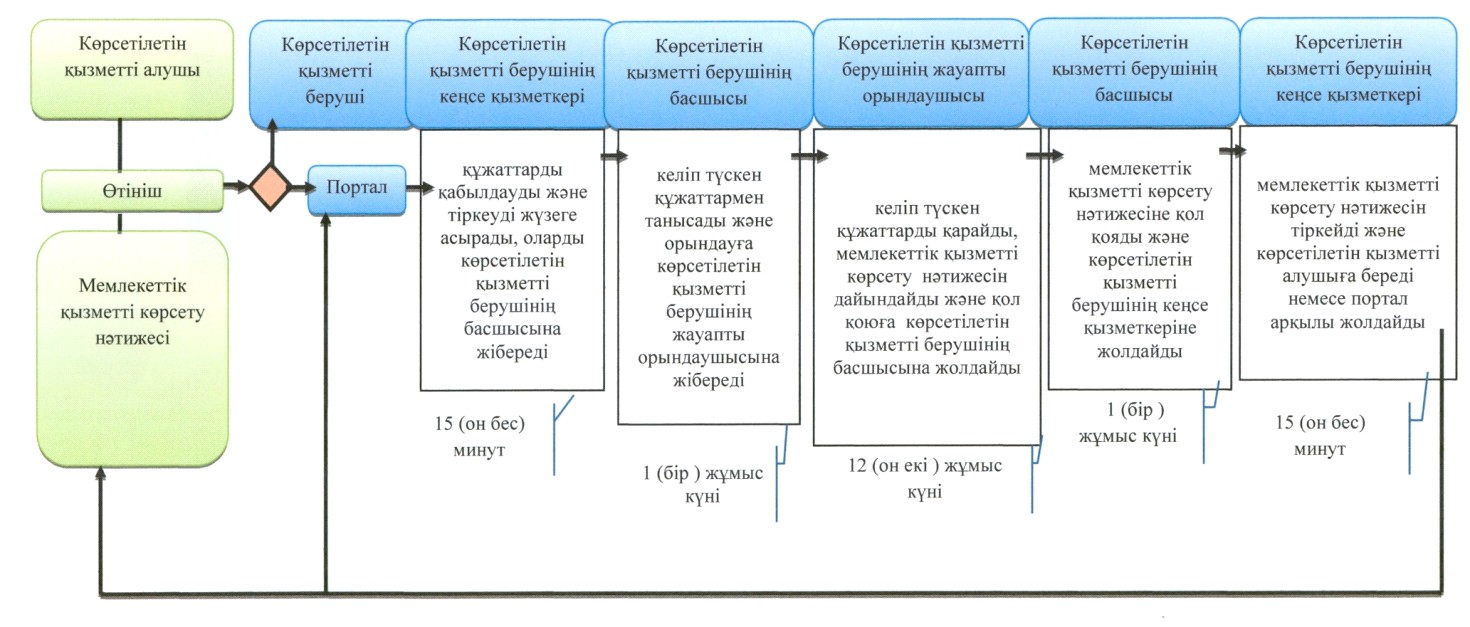 Көрсетілетін
қызметті алушы
Көрсетілетін
қызметті
беруші
Көрсетілетін
қызметті берушінің
кеңсе қызметкері
Көрсетілетін
қызметті берушінің
басшысы
Көрсетілетін қызметті
берушінің жауапты
орындаушысы
Көрсетілетін
қызметті берушінің
басшысы
Көрсетілетін
қызметті берушінің
кеңсе қызметкері
Өтініш
Портал
Мемлекеттік
қызметті көрсету
нәтижесі
құжаттарды
қабылдауды және
тіркеуді жүзеге
асырады, оларды
көрсетілетін
қызметті
берушінің
басшысына
жібереді
келіп түскен
құжаттармен
танысады және
орындауға
көрсетілетін
қызметті
берушінің
жауапты
орындаушысына
жібереді
келіп түскен
құжаттарды қарайды,
мемлекеттік қызметті
көрсету нәтижесін
дайындайды және қол
қоюға көрсетілетін
қызметті берушінің
басшысына жолдайды
мемлекеттік
қызметті көрсету
нәтижесіне қол
қояды және
көрсетілетін
қызметті
берушінің кеңсе
қызметкеріне
жолдайды
мемлекеттік қызметті
көрсету нәтижесін
тіркейді және
көрсетілетін қызметті
алушыға береді
немесе портал
арқылы жолдайды
15 (он бес)
минут
1 (бір ) жұмыс
күні
12 (он екі ) жұмыс
күні
1 (бір )
жұмыс күні
15 (он бес)
минут